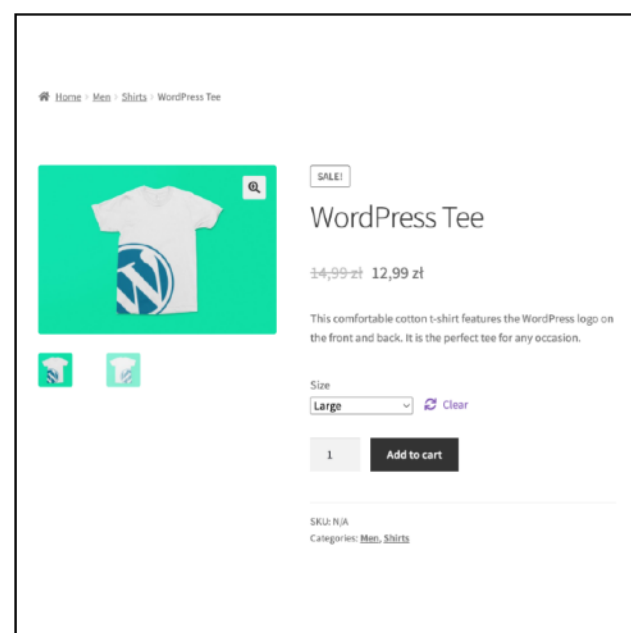 Home > Men > Shirts > WordPress Tee
SALE!
WordPress Tee
14,99 zł 12,99 zł
This comfortable cotton t-shirt features the WordPress logo on
the front and back. It is the perfect tee for any occasion.
Size
Large Clear
1 Add to cart
SKU: N/A
Categories: Men, Shirts